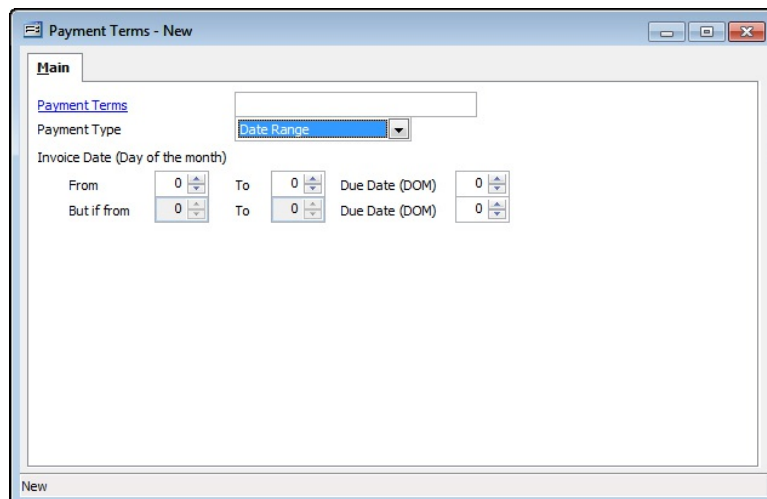 Payment Terms - New
Main
Payment Terms
Payment Type Date Range
Invoice Date (Day of the month)
From 0 To 0 Due Date (DOM) 0
But if from 0 To 0 Due Date (DOM) 0
New